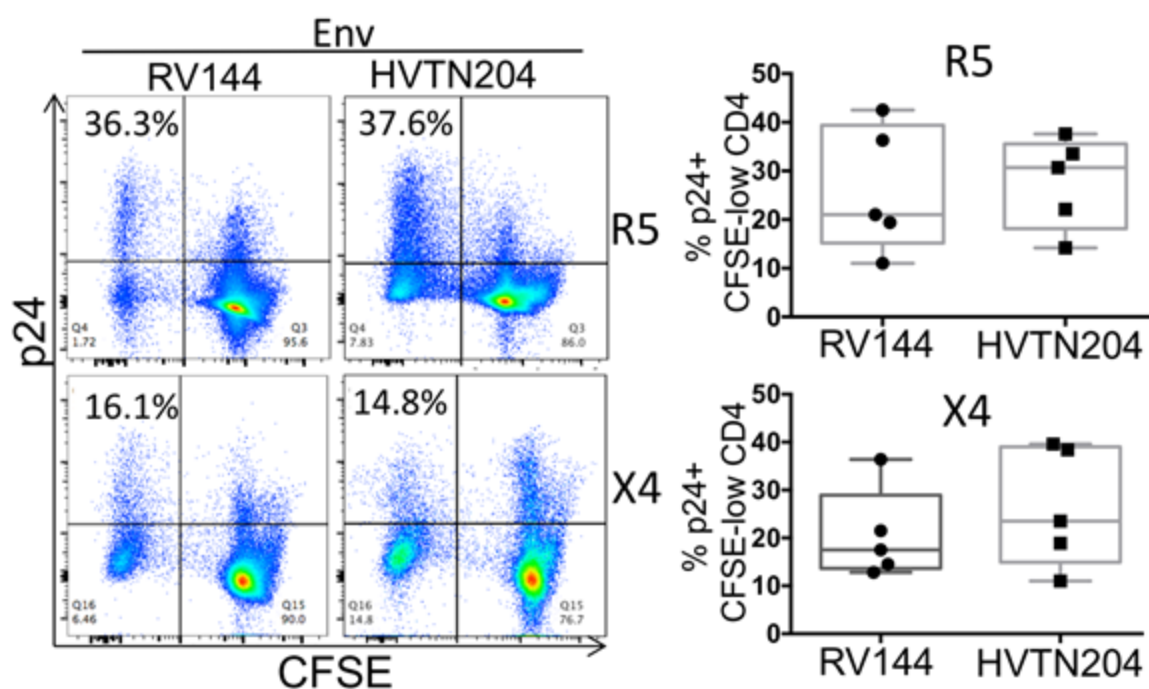 Env
RV144 HVTN204
p24
36.3%
Q4
1.72
Q3
95.6
37.6%
Q4
7.83
Q3
86.0
R5
16.1%
Q16
6.46
Q15
90.0
14.8%
Q16
14.8
Q15
76.7
X4
CFSE
R5
% p24+
CFSE-low CD4
50
40
30
20
10
0
RV144 HVTN204
X4
% p24+
CFSE-low CD4
50
40
30
20
10
0
RV144 HVTN204